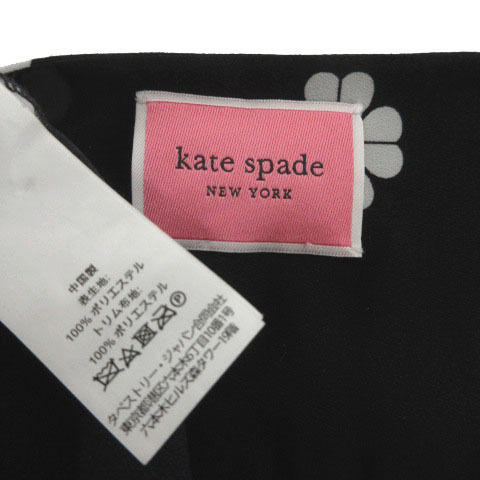 kate spade
NEW YORK
中国製
表生地:
100% ポリエステル
トリム布地:
100% ポリエステル
タペストリー・ジャパン合同会社
東京都港区六本木6丁目10番1号
六本木ヒルズ森タワー19階